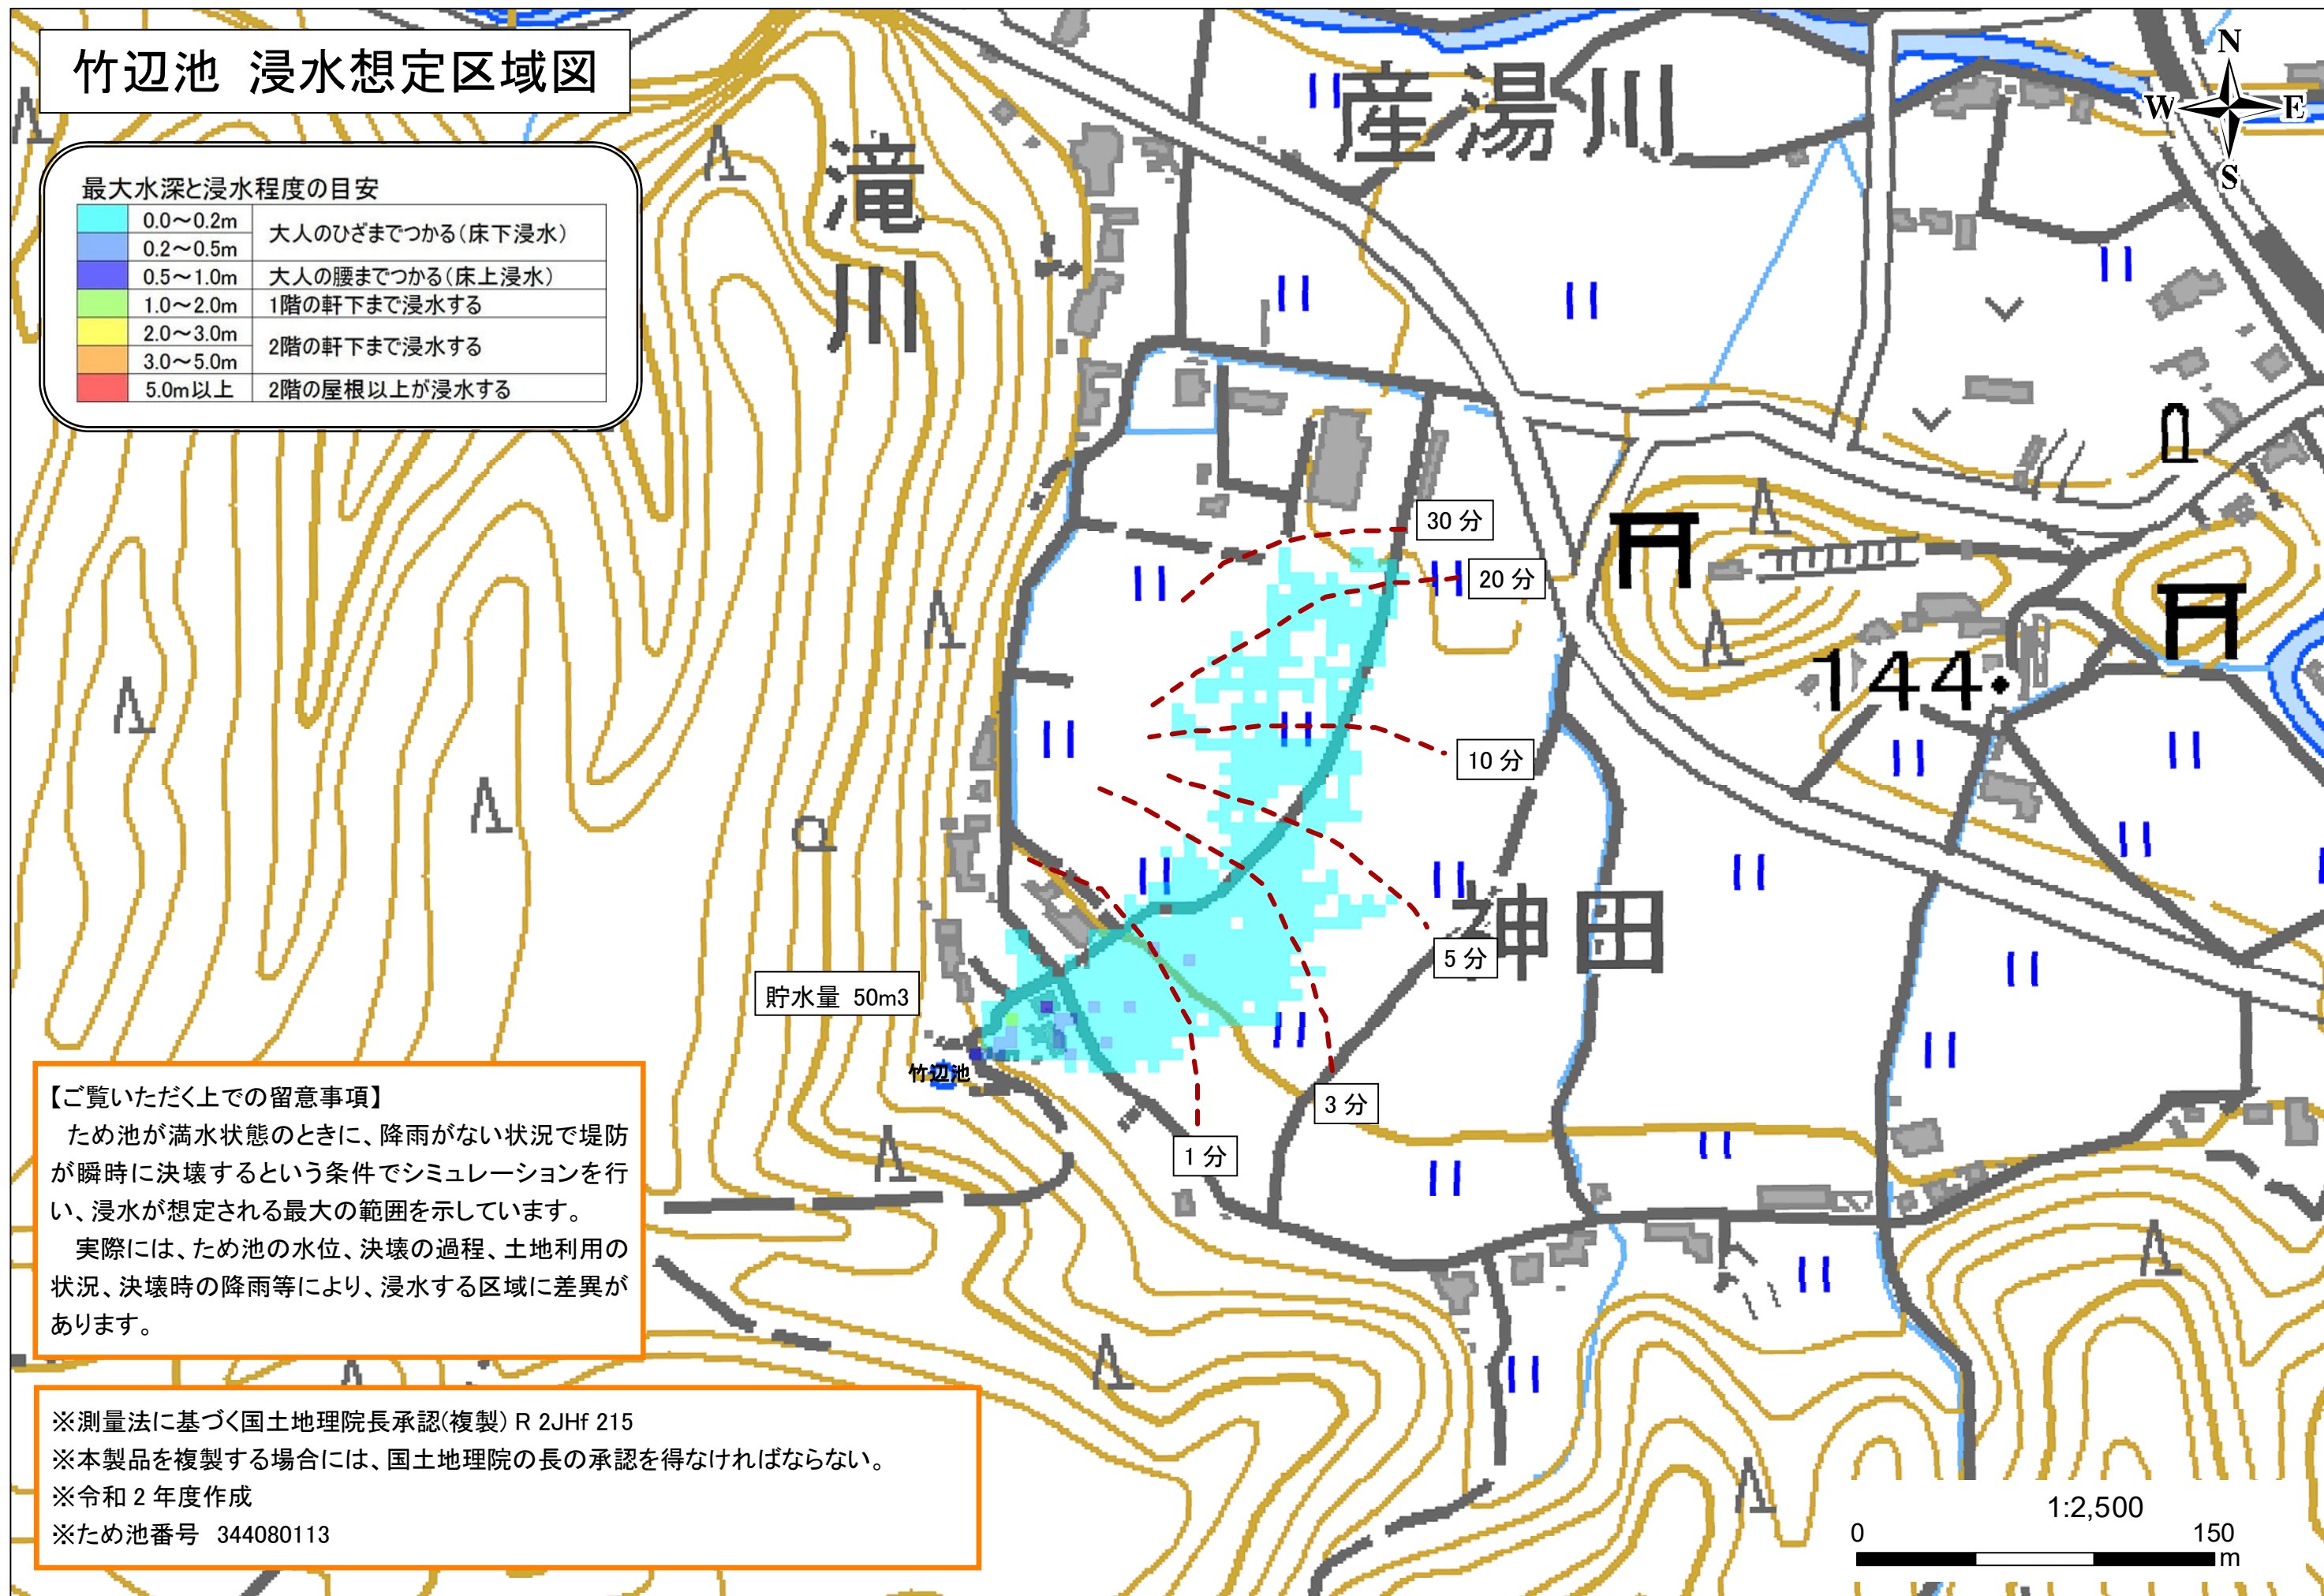 竹辺池 浸水想定区域図
N
W
E
S
産湯川
滝川
最大水深と浸水程度の目安
0.0～0.2m
大人のひざまでつかる(床下浸水)
0.2～0.5m
0.5～1.0m 大人の腰までつかる(床上浸水)
1.0～2.0m 1階の軒下まで浸水する
2.0～3.0m
2階の軒下まで浸水する
3.0～5.0m
5.0m以上 2階の屋根以上が浸水する
30 分
20 分
144
10 分
神田
5 分
貯水量 50m3
竹辺池
3 分
1 分
【ご覧いただく上での留意事項】
ため池が満水状態のときに、降雨がない状況で堤防
が瞬時に決壊するという条件でシミュレーションを行
い、浸水が想定される最大の範囲を示しています。
実際には、ため池の水位、決壊の過程、土地利用の
状況、決壊時の降雨等により、浸水する区域に差異が
あります。
※測量法に基づく国土地理院長承認(複製) R 2JHf 215
※本製品を複製する場合には、国土地理院の長の承認を得なければならない。
※令和 2 年度作成
※ため池番号 344080113
1:2,500
0 150
m